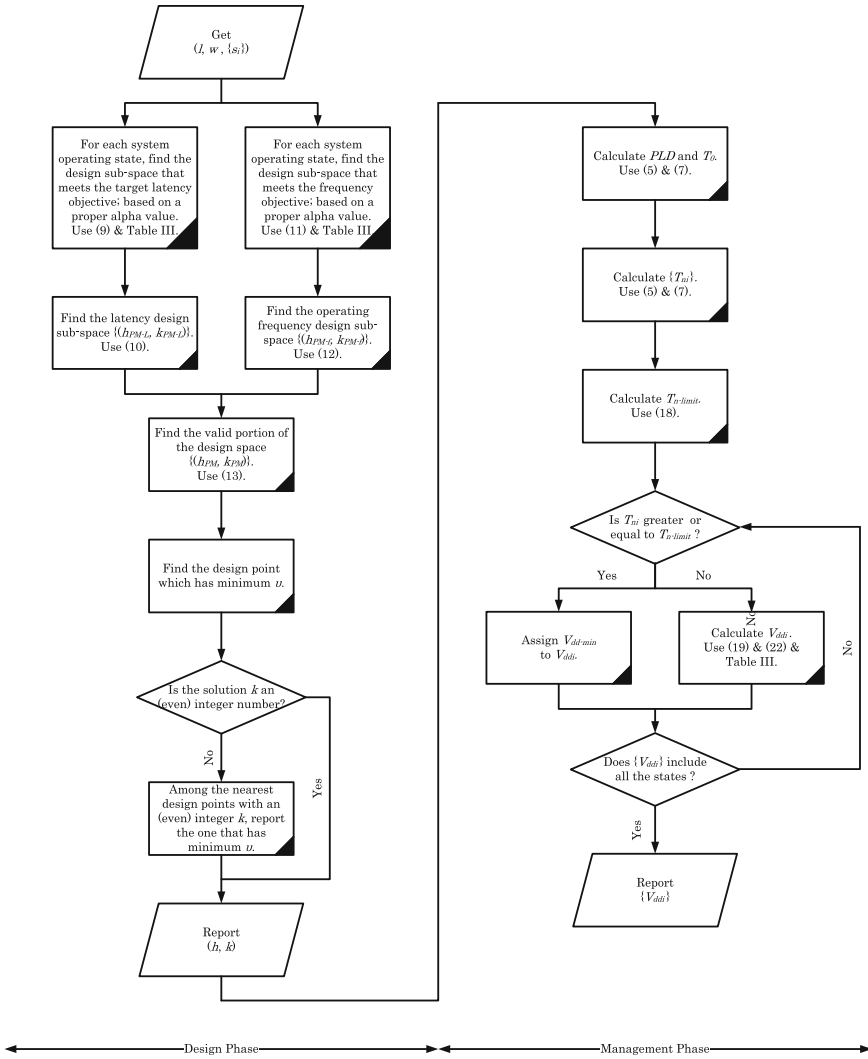 Get
(l, w , {si})
For each system
operating state, find the
design sub-space that
meets the target latency
objective; based on a
proper alpha value.
Use (9) & Table III.
For each system
operating state, find the
design sub-space that
meets the frequency
objective; based on a
proper alpha value.
Use (11) & Table III.
Find the latency design
sub-space {(hPM-L, kPM-L)}.
Use (10).
Find the operating
frequency design sub-
space {(hPM-f, kPM-f)}.
Use (12).
Find the valid portion of
the design space
{(hPM, kPM)}.
Use (13).
Find the design point
which has minimum υ.
Is the solution k an
(even) integer number?
No
Yes
Among the nearest
design points with an
(even) integer k, report
the one that has
minimum υ.
Report
(h, k)
Calculate PLD and T0.
Use (5) & (7).
Calculate {Tni}.
Use (5) & (7).
Calculate Tn-limit.
Use (18).
Is Tni greater or
equal to Tn-limit ?
Yes
No
Assign Vdd-min
to Vddi.
No
Calculate Vddi.
Use (19) & (22) &
Table III.
No
Does {Vddi} include
all the states ?
Yes
Report
{Vddi}
Design Phase
Management Phase